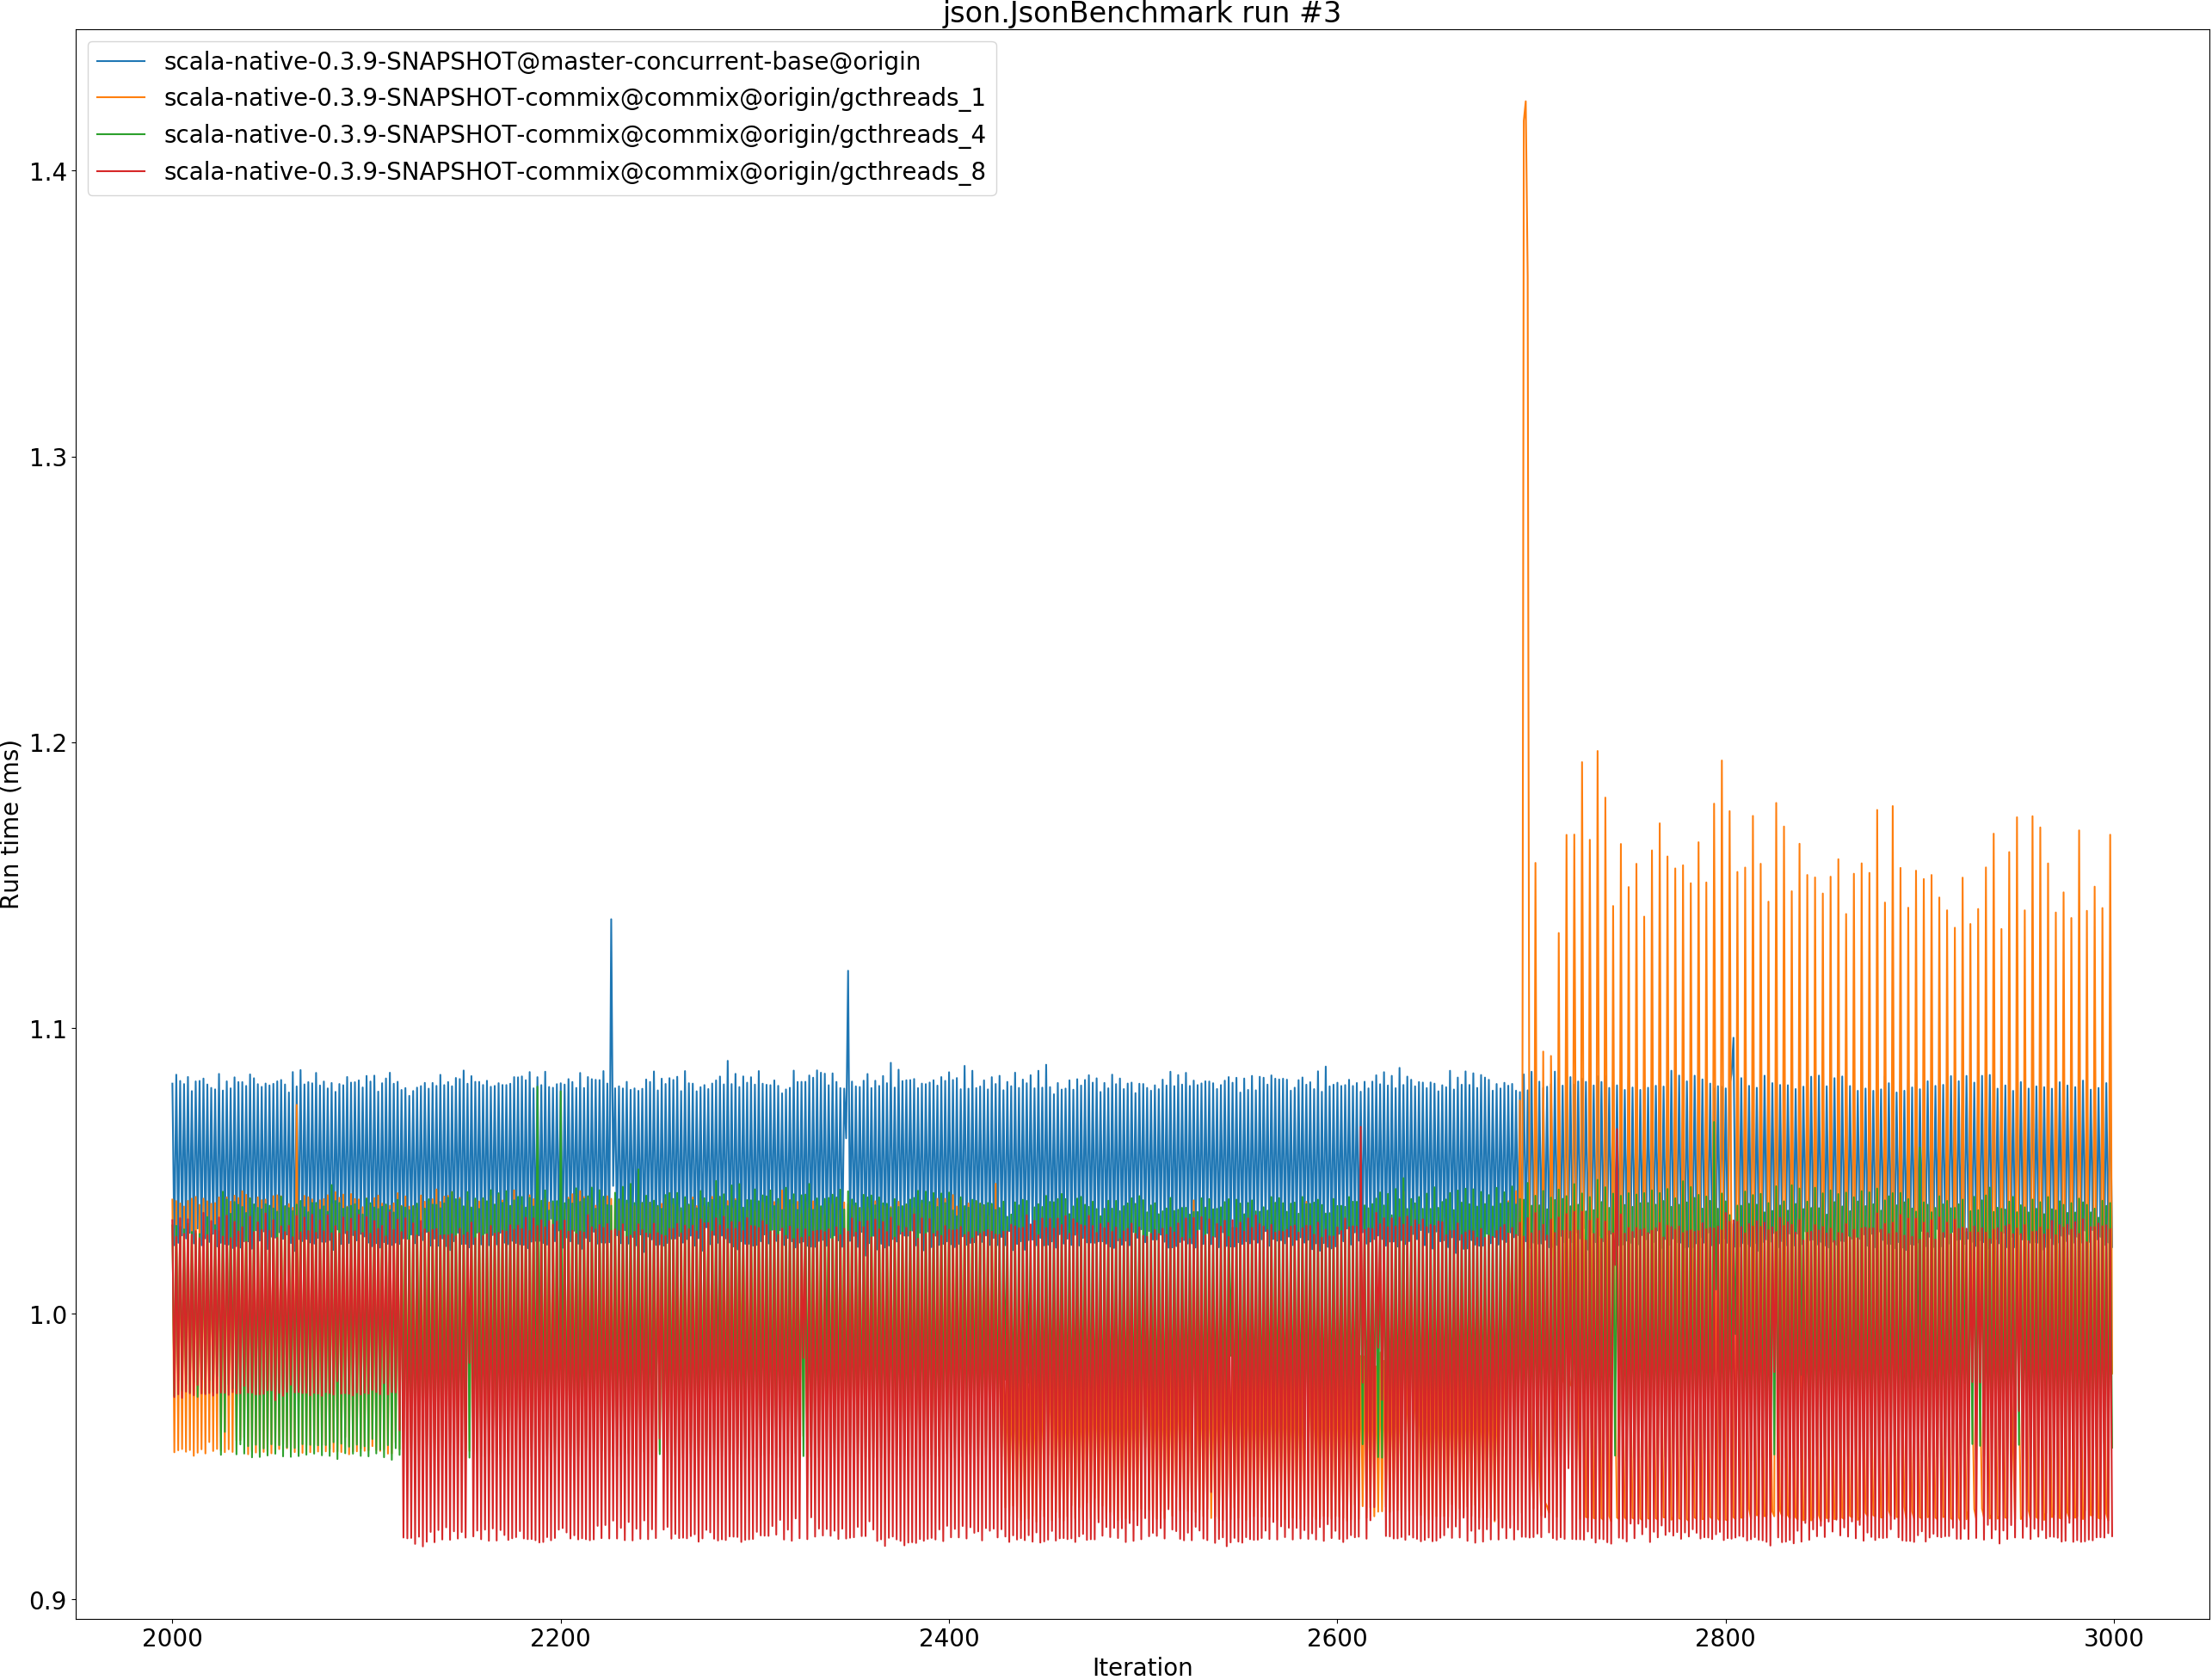 json.JsonBenchmark run #3
scala-native-0.3.9-SNAPSHOT@master-concurrent-base@origin
scala-native-0.3.9-SNAPSHOT-commix@commix@origin/gcthreads_1
scala-native-0.3.9-SNAPSHOT-commix@commix@origin/gcthreads_4
scala-native-0.3.9-SNAPSHOT-commix@commix@origin/gcthreads_8
1.4
1.3
1.2
1.1
1.0
0.9
Run time (ms)
2000 2200 2400 2600 2800 3000
Iteration